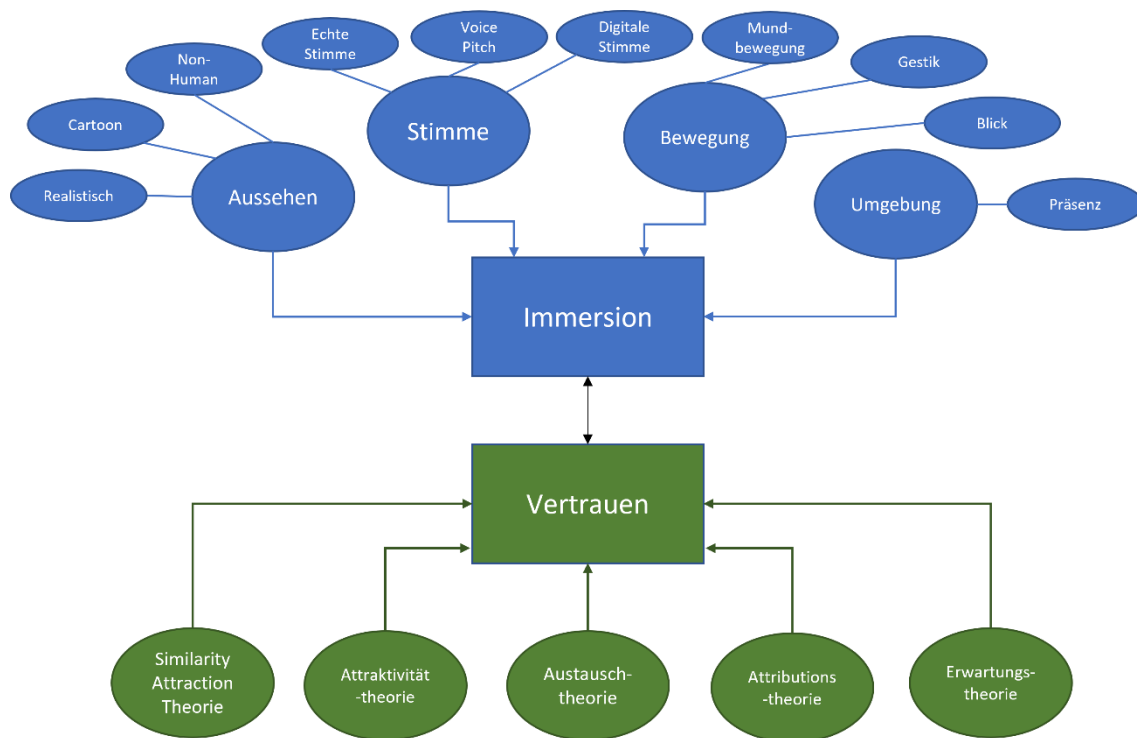 Echte
Stimme
Voice
Pitch
Digitale
Stimme
Mund-
bewegung
Non-
Human
Gestik
Cartoon
Stimme
Bewegung
Blick
Realistisch
Aussehen
Umgebung
Präsenz
Immersion
Vertrauen
Similarity
Attraction
Theorie
Attraktivität
-theorie
Austausch-
theorie
Attributions
-theorie
Erwartungs-
theorie